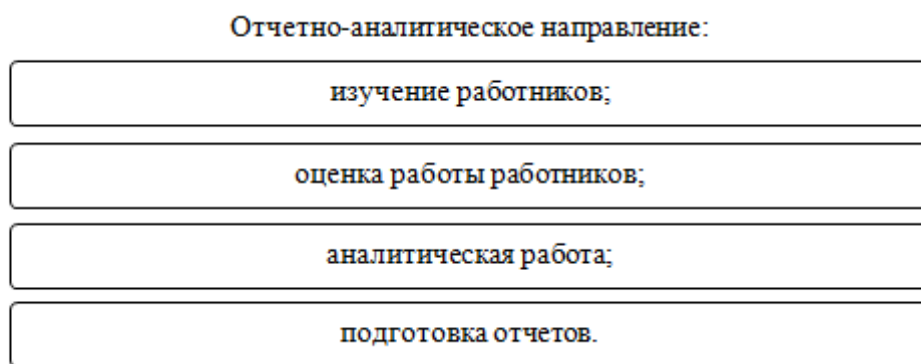 Отчетно-аналитическое направление:
изучение работников;
оценка работы работников;
аналитическая работа;
подготовка отчетов.